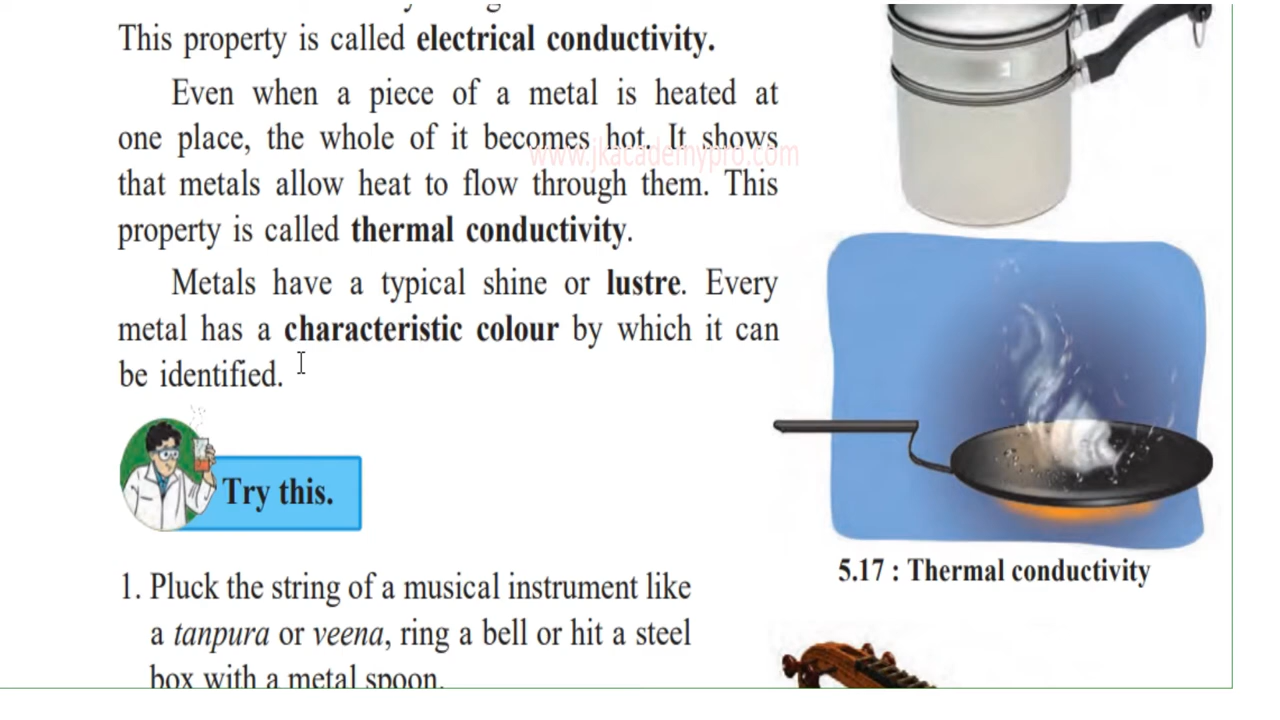 This property is called electrical conductivity.
Even when a piece of a metal is heated at
one place, the whole of it becomes hot. It shows
www.jkacademypro.com
that metals allow heat to flow through them. This
property is called thermal conductivity.
Metals have a typical shine or lustre. Every
metal has a characteristic colour by which it can
be identified.
Try this.
5.17 : Thermal conductivity
1. Pluck the string of a musical instrument like
a tanpura or veena, ring a bell or hit a steel
box with a metal spoon.